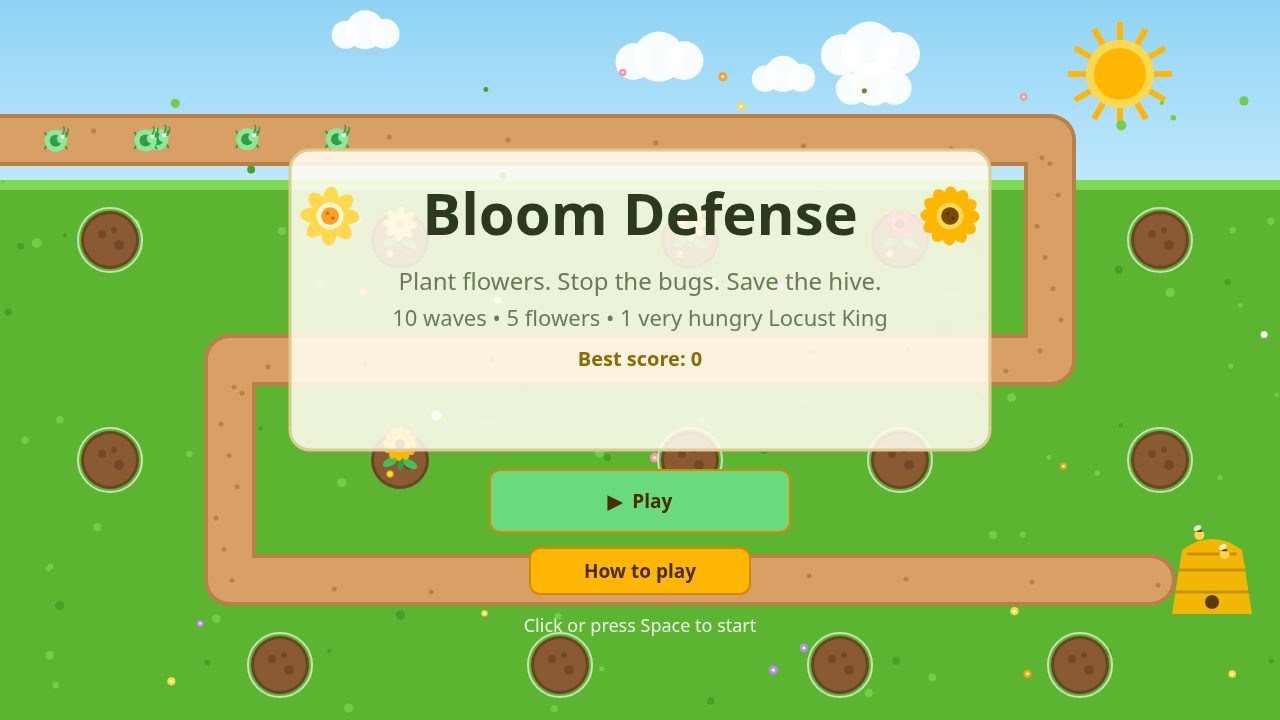 Bloom Defense
Plant flowers. Stop the bugs. Save the hive.
10 waves • 5 flowers • 1 very hungry Locust King
Best score: 0
▶ Play
How to play
Click or press Space to start